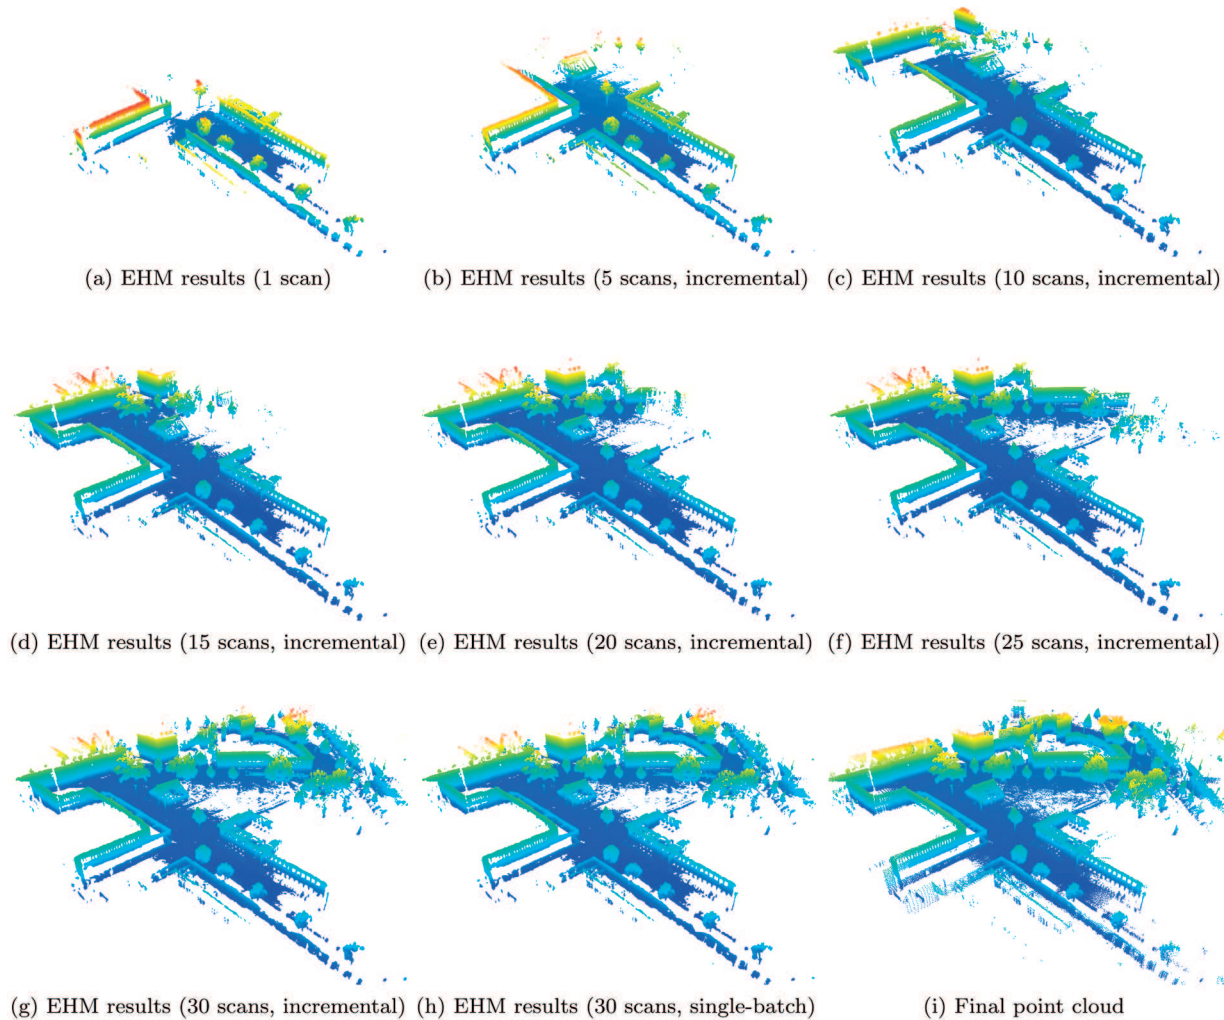 (a) EHM results (1 scan)
(b) EHM results (5 scans, incremental)
(c) EHM results (10 scans, incremental)
(d) EHM results (15 scans, incremental)
(e) EHM results (20 scans, incremental)
(f) EHM results (25 scans, incremental)
(g) EHM results (30 scans, incremental)
(h) EHM results (30 scans, single-batch)
(i) Final point cloud